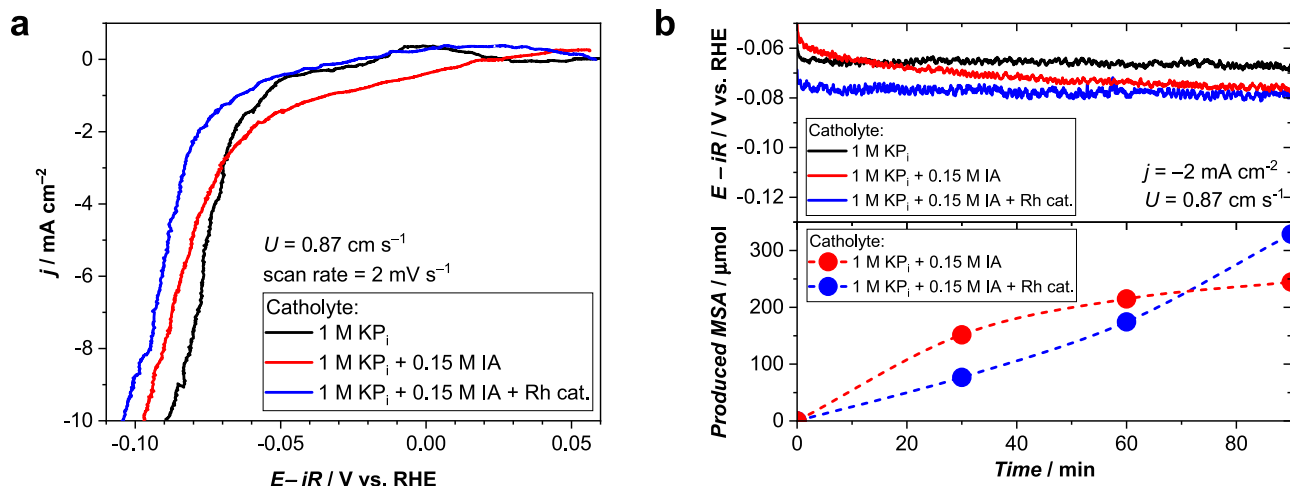 a
0
-2
-4
-6
-8
-10
j / mA cm⁻²
U = 0.87 cm s⁻¹
scan rate = 2 mV s⁻¹
Catholyte:
1 M KPᵢ
1 M KPᵢ + 0.15 M IA
1 M KPᵢ + 0.15 M IA + Rh cat.
-0.10 -0.05 0.00 0.05
E – iR / V vs. RHE
b
-0.06
-0.08
-0.10
-0.12
E – iR / V vs. RHE
Catholyte:
1 M KPᵢ
1 M KPᵢ + 0.15 M IA
1 M KPᵢ + 0.15 M IA + Rh cat.
j = –2 mA cm⁻²
U = 0.87 cm s⁻¹
300
250
200
150
100
50
0
Produced MSA / μmol
Catholyte:
1 M KPᵢ + 0.15 M IA
1 M KPᵢ + 0.15 M IA + Rh cat.
0 20 40 60 80
Time / min